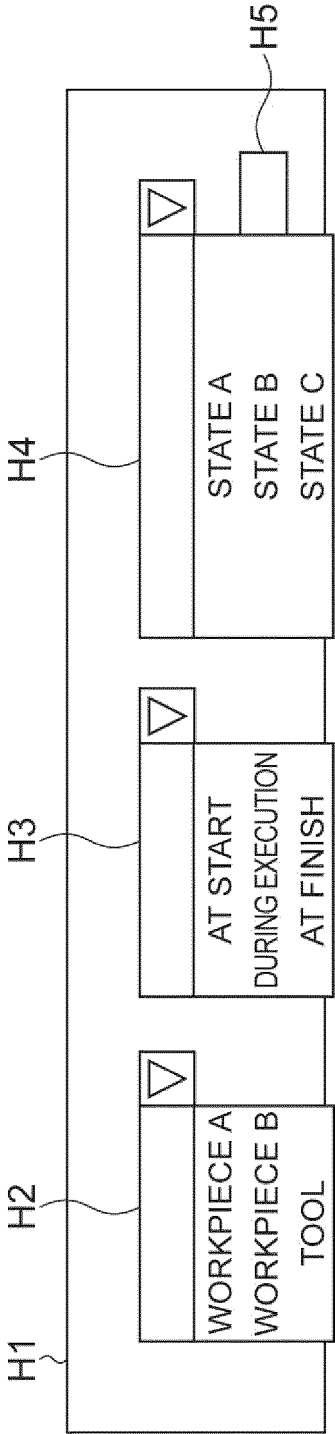 H1
H2
H3
H4
H5
WORKPIECE A
WORKPIECE B
TOOL
AT START
DURING EXECUTION
AT FINISH
STATE A
STATE B
STATE C